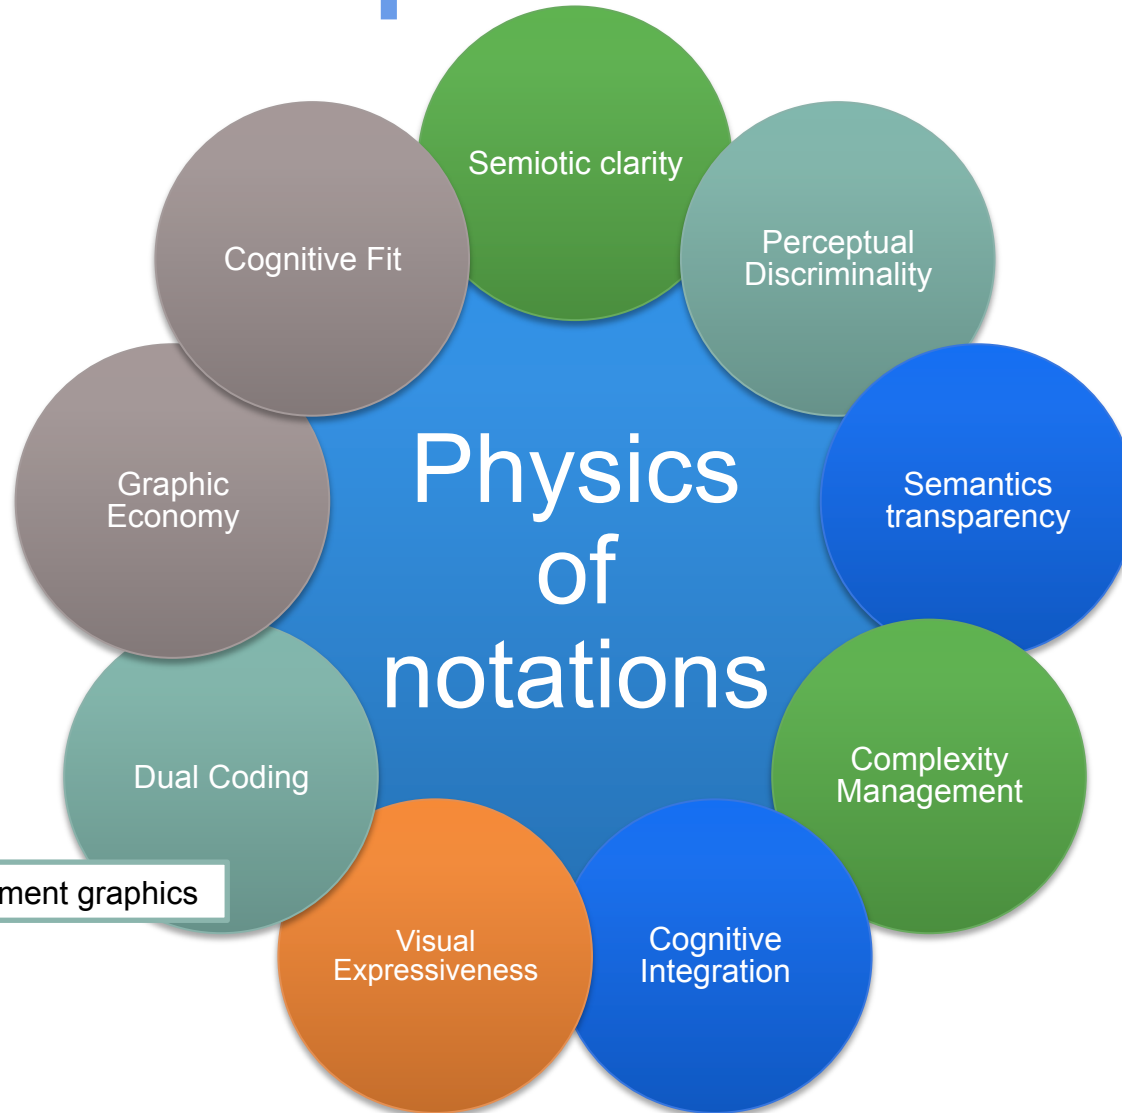 Semiotic clarity
Perceptual
Discriminality
Semantics
transparency
Complexity
Management
Cognitive
Integration
Visual
Expressiveness
Dual Coding
Graphic
Economy
Cognitive Fit
Physics
of
notations
graphics